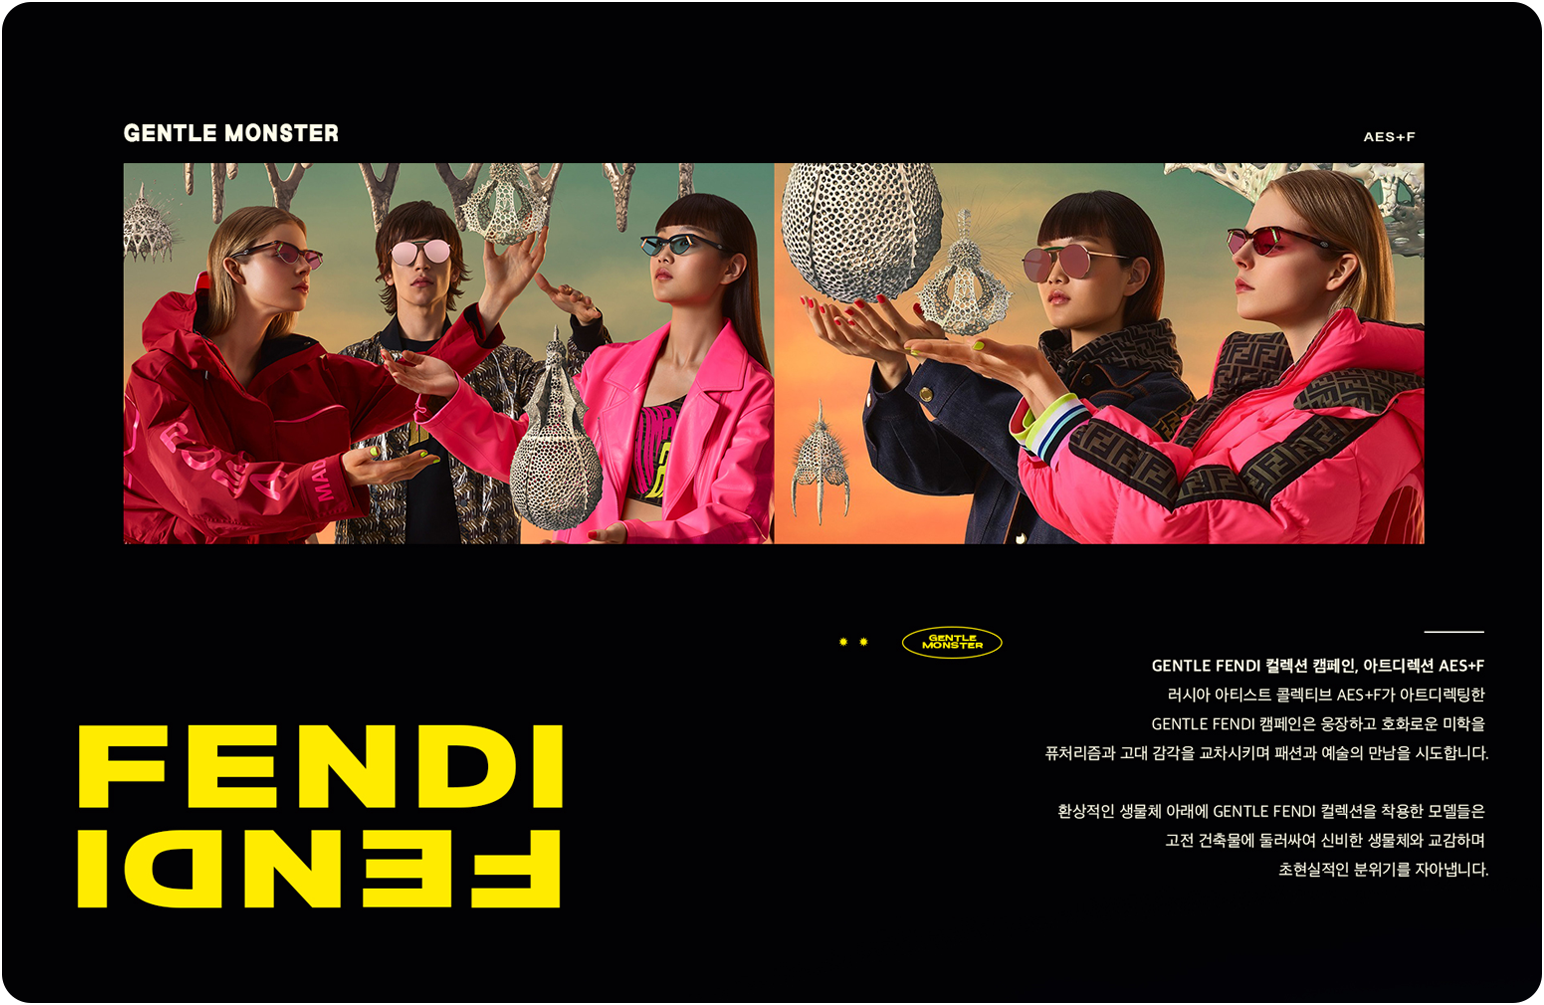 GENTLE MONSTER
AES+F
MAD
GENTLE
MONSTER
GENTLE FENDI 컬렉션 캠페인, 아트디렉션 AES+F
러시아 아티스트 콜렉티브 AES+F가 아트디렉팅한
GENTLE FENDI 캠페인은 웅장하고 호화로운 미학을
퓨처리즘과 고대 감각을 교차시키며 패션과 예술의 만남을 시도합니다.
환상적인 생물체 아래에 GENTLE FENDI 컬렉션을 착용한 모델들은
고전 건축물에 둘러싸여 신비한 생물체와 교감하며
초현실적인 분위기를 자아냅니다.
FENDI
FENDI